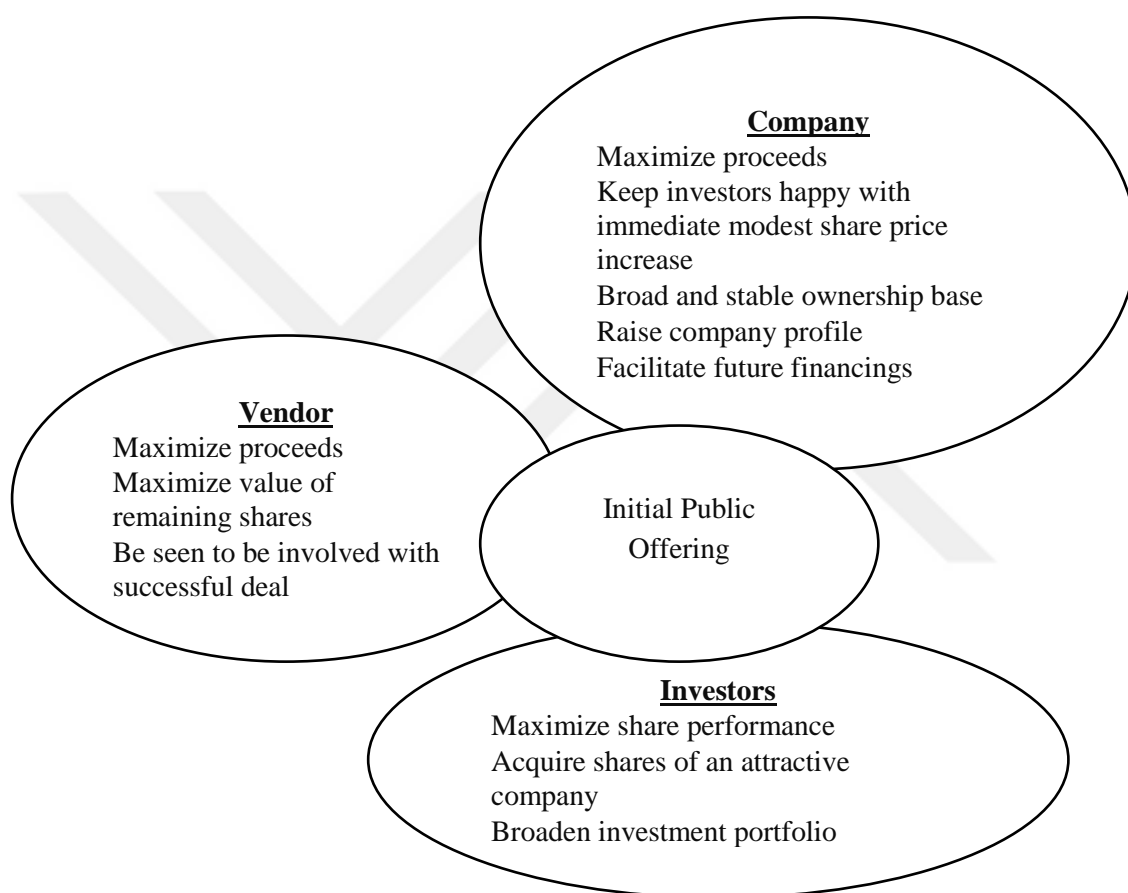 Company
Maximize proceeds
Keep investors happy with
immediate modest share price
increase
Broad and stable ownership base
Raise company profile
Facilitate future financings
Vendor
Maximize proceeds
Maximize value of
remaining shares
Be seen to be involved with
successful deal
Initial Public
Offering
Investors
Maximize share performance
Acquire shares of an attractive
company
Broaden investment portfolio